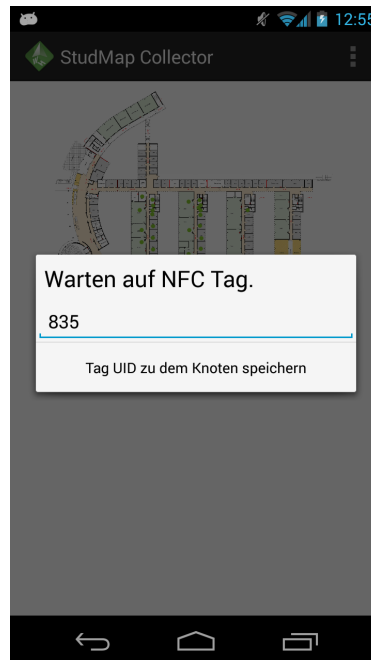 12:55
StudMap Collector
Warten auf NFC Tag.
835
Tag UID zu dem Knoten speichern